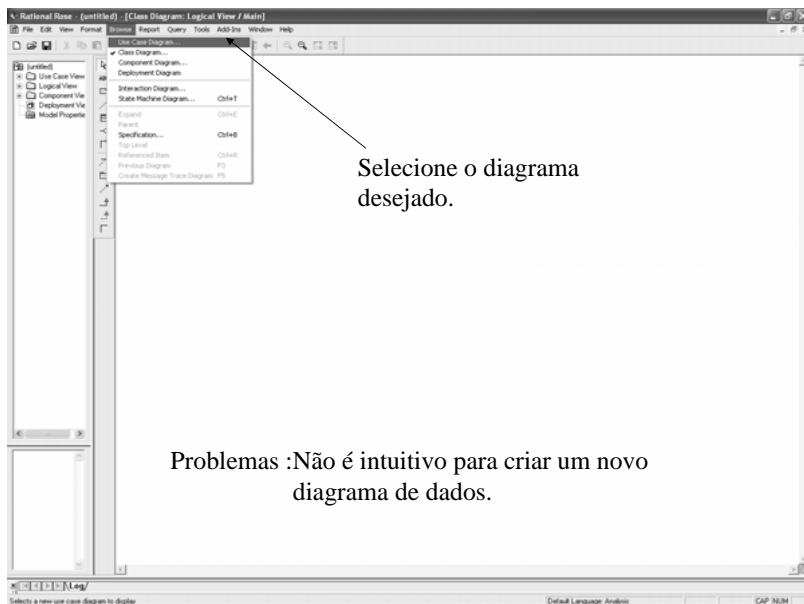 Rational Rose - (untitled) - [Class Diagram: Logical View / Main]
File Edit View Format Browse Report Query Tools Add-Ins Window Help
Use Case Diagram...
Class Diagram...
Component Diagram...
Deployment Diagram
Interaction Diagram...
State Machine Diagram... Ctrl+T
Expand Ctrl+E
Parent
Specification... Ctrl+B
Top Level
Referenced Item Ctrl+R
Previous Diagram F3
Create Message Trace Diagram F5
(untitled)
Use Case View
Logical View
Component Vie
Deployment Vie
Model Propertie
Selecione o diagrama
desejado.
Problemas :Não é intuitivo para criar um novo
diagrama de dados.
Log
Selects a new use case diagram to display
Default Language: Analysis
CAP NUM